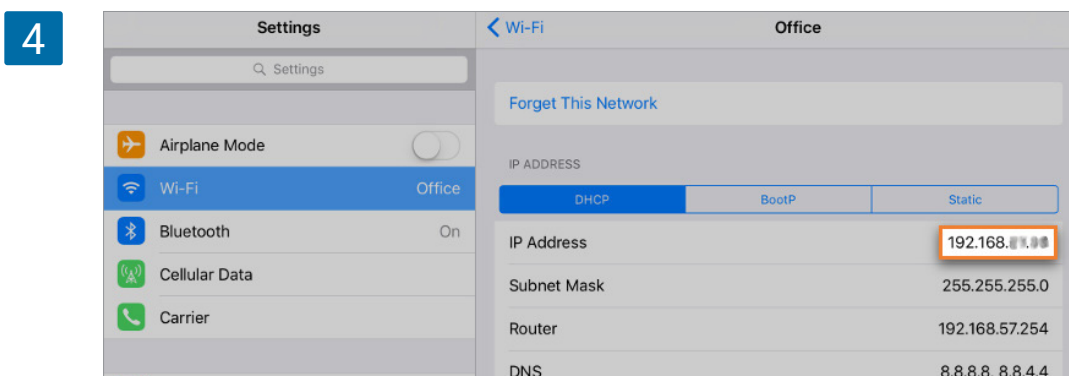 4
Settings
Wi-Fi
Office
Settings
Forget This Network
Airplane Mode
IP ADDRESS
Wi-Fi Office
DHCP BootP Static
Bluetooth On
IP Address 192.168.
Cellular Data
Subnet Mask 255.255.255.0
Carrier
Router 192.168.57.254
DNS 8.8.8.8, 8.8.4.4